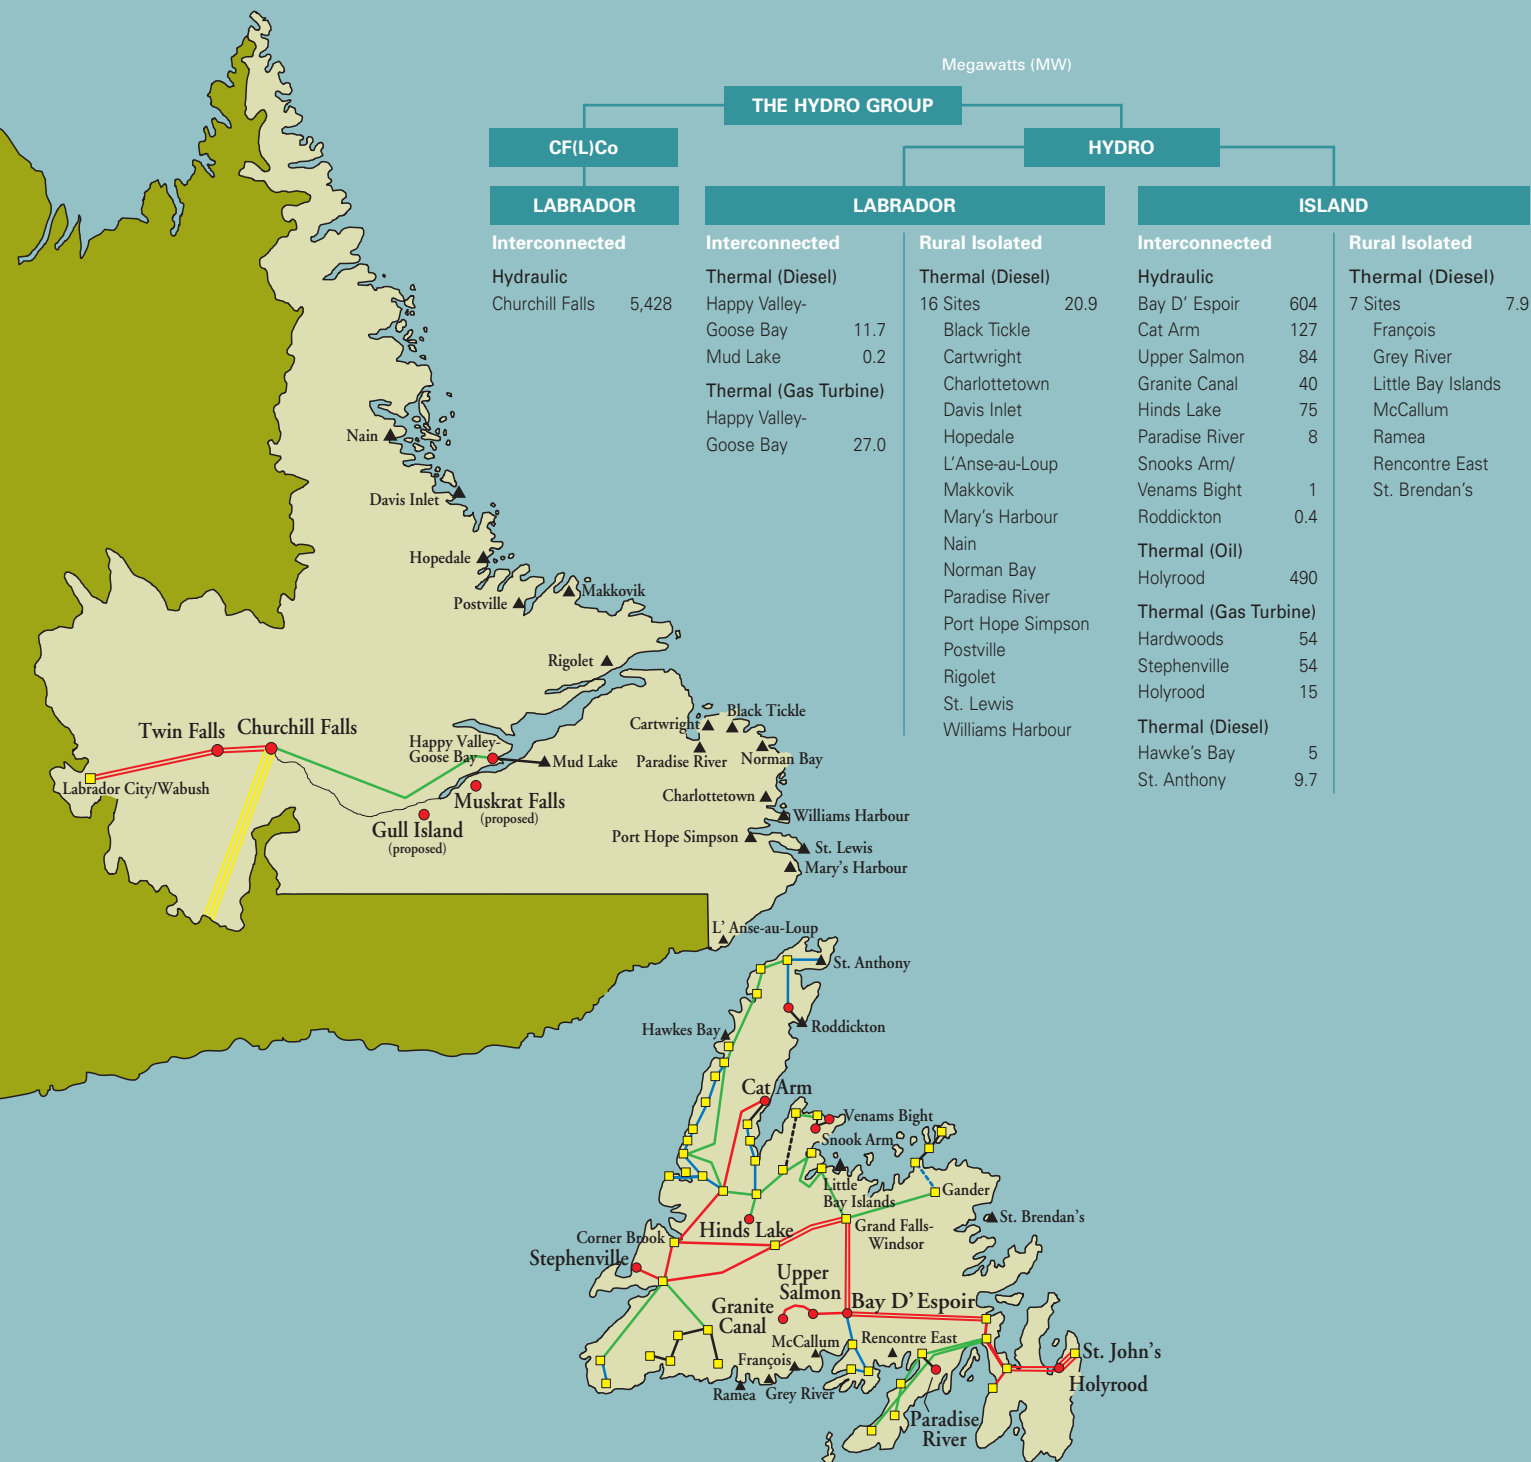 Megawatts (MW)
THE HYDRO GROUP
CF(L)Co
HYDRO
LABRADOR
LABRADOR
ISLAND
Interconnected
Hydraulic
Churchill Falls 5,428
Interconnected
Thermal (Diesel)
Happy Valley-
Goose Bay 11.7
Mud Lake 0.2
Thermal (Gas Turbine)
Happy Valley-
Goose Bay 27.0
Rural Isolated
Thermal (Diesel)
16 Sites 20.9
Black Tickle
Cartwright
Charlottetown
Davis Inlet
Hopedale
L'Anse-au-Loup
Makkovik
Mary's Harbour
Nain
Norman Bay
Paradise River
Port Hope Simpson
Postville
Rigolet
St. Lewis
Williams Harbour
Interconnected
Hydraulic
Bay D' Espoir 604
Cat Arm 127
Upper Salmon 84
Granite Canal 40
Hinds Lake 75
Paradise River 8
Snooks Arm/
Venams Bight 1
Roddickton 0.4
Thermal (Oil)
Holyrood 490
Thermal (Gas Turbine)
Hardwoods 54
Stephenville 54
Holyrood 15
Thermal (Diesel)
Hawke's Bay 5
St. Anthony 9.7
Rural Isolated
Thermal (Diesel)
7 Sites 7.9
François
Grey River
Little Bay Islands
McCallum
Ramea
Rencontre East
St. Brendan's
Nain
Davis Inlet
Hopedale
Makkovik
Postville
Rigolet
Twin Falls
Churchill Falls
Labrador City/Wabush
Happy Valley-
Goose Bay
Mud Lake
Muskrat Falls
(proposed)
Gull Island
(proposed)
Cartwright
Black Tickle
Paradise River
Norman Bay
Charlottetown
Williams Harbour
Port Hope Simpson
St. Lewis
Mary's Harbour
L' Anse-au-Loup
St. Anthony
Hawkes Bay
Roddickton
Cat Arm
Venams Bight
Snook Arm
Little
Bay Islands
Gander
St. Brendan's
Hinds Lake
Grand Falls-
Windsor
Corner Brook
Stephenville
Upper
Salmon
Granite
Canal
Bay D' Espoir
McCallum
Rencontre East
François
Ramea
Grey River
Paradise
River
St. John's
Holyrood